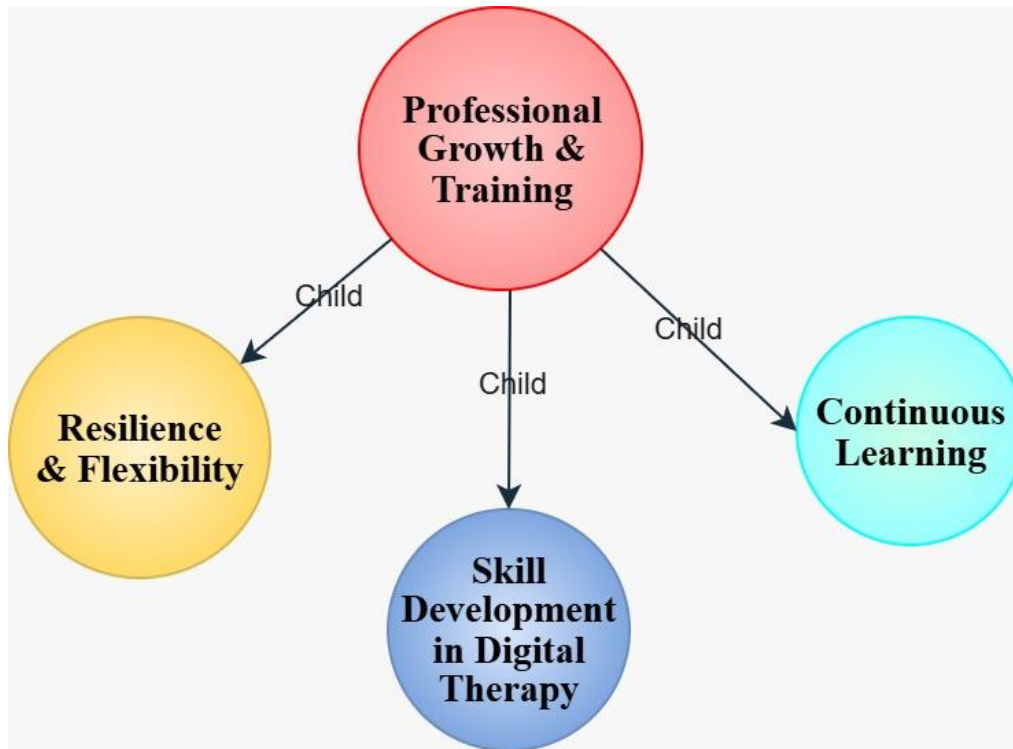 Professional
Growth &
Training
Child
Child
Child
Resilience
& Flexibility
Continuous
Learning
Skill
Development
in Digital
Therapy